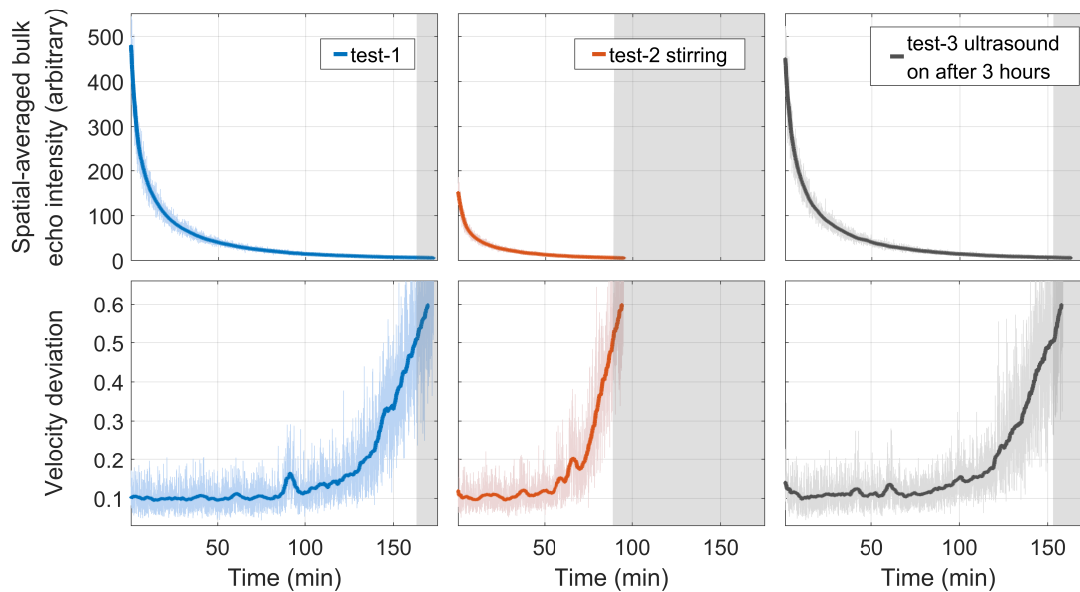 Spatial-averaged bulk
echo intensity (arbitrary)
500
400
300
200
100
0
test-1
test-2 stirring
test-3 ultrasound
on after 3 hours
Velocity deviation
0.6
0.5
0.4
0.3
0.2
0.1
50 100 150
50 100 150
50 100 150
Time (min)
Time (min)
Time (min)